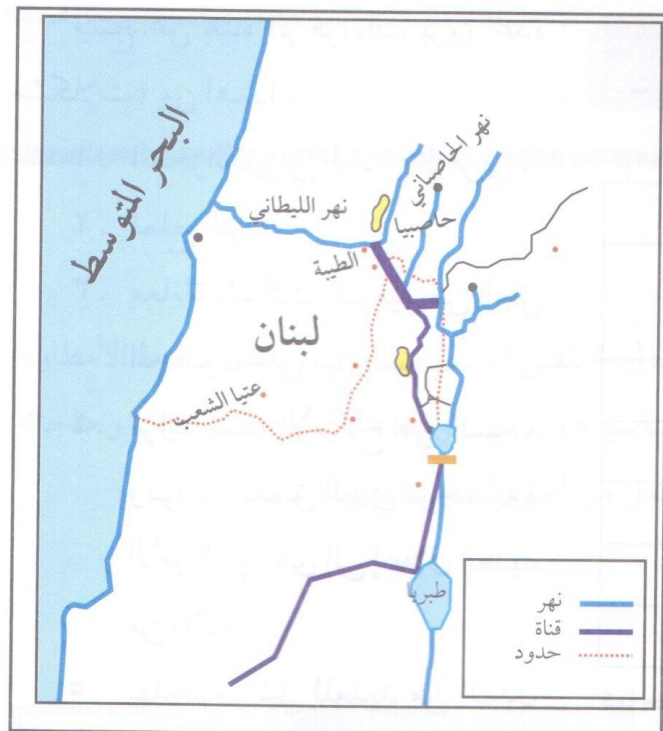 البحر المتوسط
نهر الحاصباني
حاصبيا
نهر الليطاني
الطيبة
لبنان
عتيا الشعب
طبريا
نهر
قناة
حدود